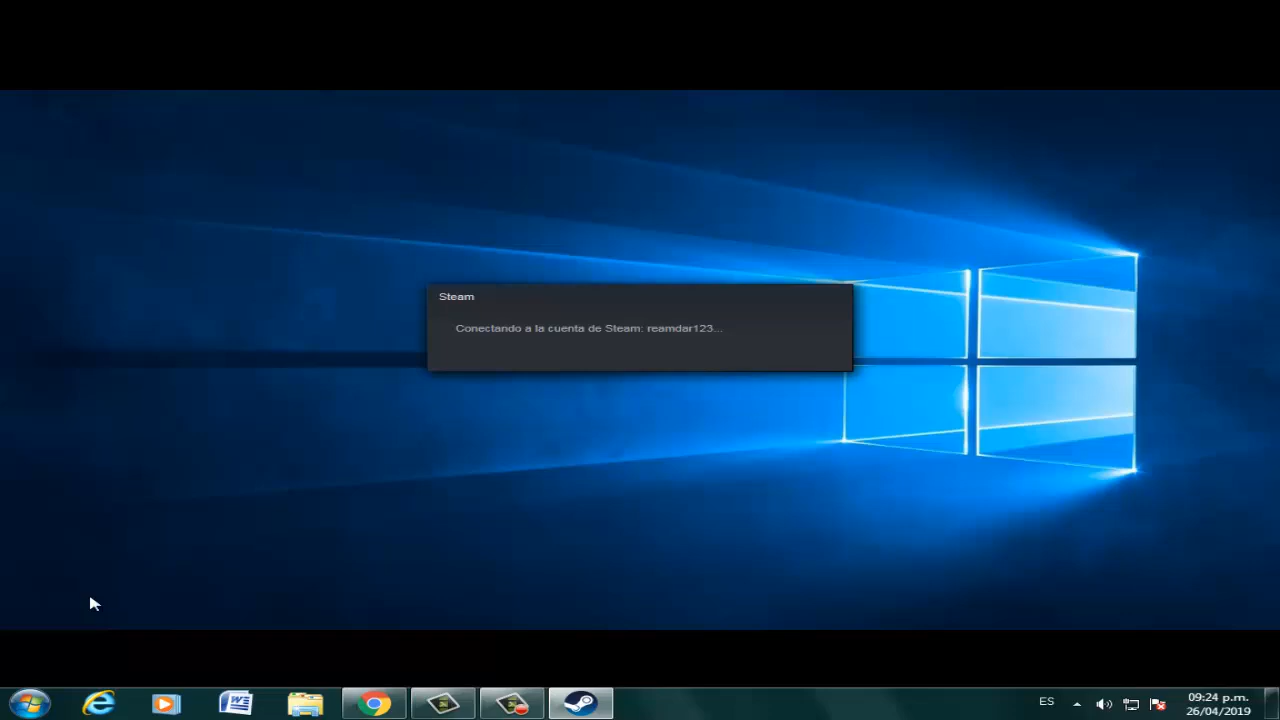 Steam
Conectando a la cuenta de Steam: reamdar123...
ES
09:24 p.m.
26/04/2019